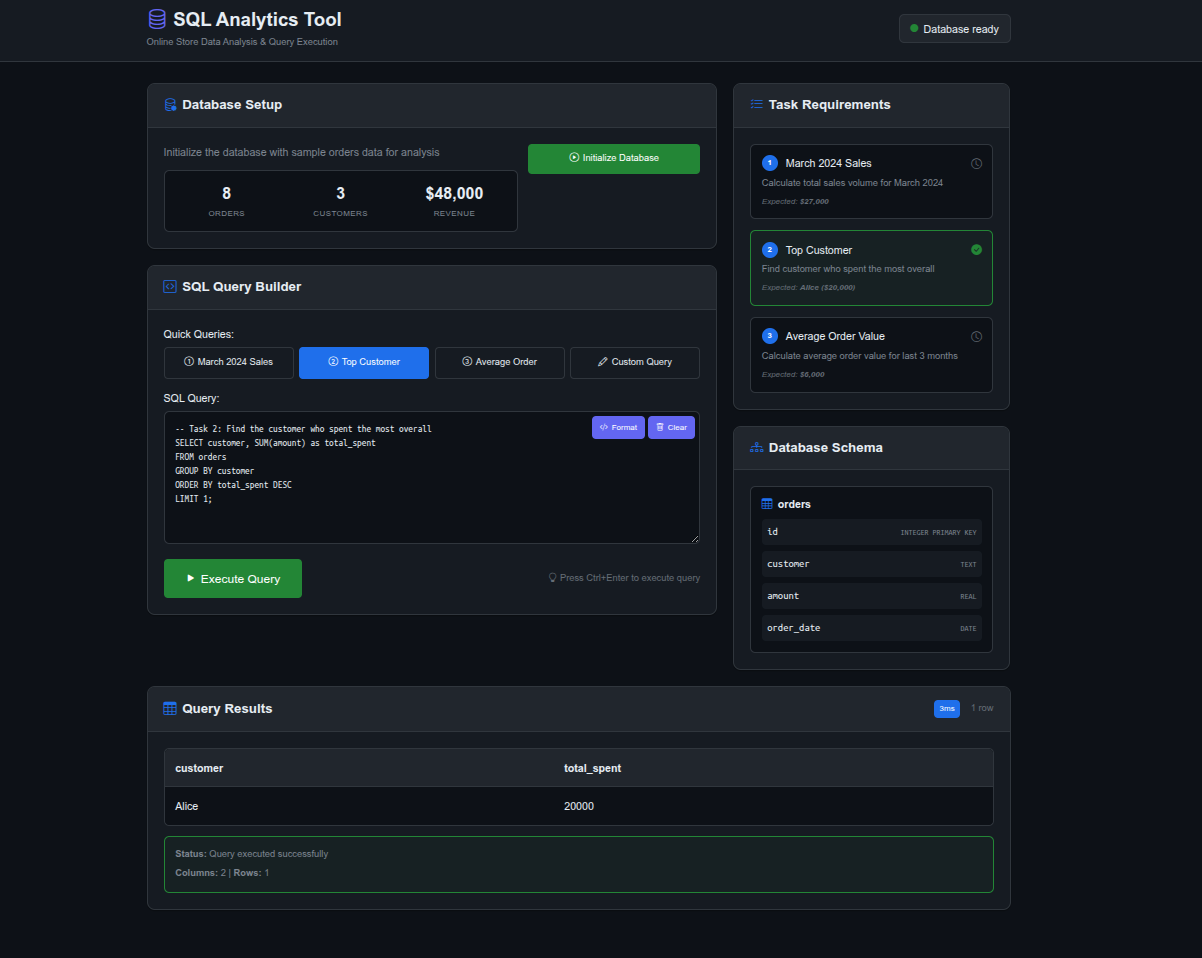 SQL Analytics Tool
Online Store Data Analysis & Query Execution
Database ready
Database Setup
Initialize the database with sample orders data for analysis
Initialize Database
8
ORDERS
3
CUSTOMERS
$48,000
REVENUE
SQL Query Builder
Quick Queries:
1 March 2024 Sales
2 Top Customer
3 Average Order
Custom Query
SQL Query:
Format
Clear
-- Task 2: Find the customer who spent the most overall
SELECT customer, SUM(amount) as total_spent
FROM orders
GROUP BY customer
ORDER BY total_spent DESC
LIMIT 1;
Execute Query
Press Ctrl+Enter to execute query
Task Requirements
1 March 2024 Sales
Calculate total sales volume for March 2024
Expected: $27,000
2 Top Customer
Find customer who spent the most overall
Expected: Alice ($20,000)
3 Average Order Value
Calculate average order value for last 3 months
Expected: $6,000
Database Schema
orders
id INTEGER PRIMARY KEY
customer TEXT
amount REAL
order_date DATE
Query Results
3ms 1 row
customer total_spent
Alice 20000
Status: Query executed successfully
Columns: 2 | Rows: 1